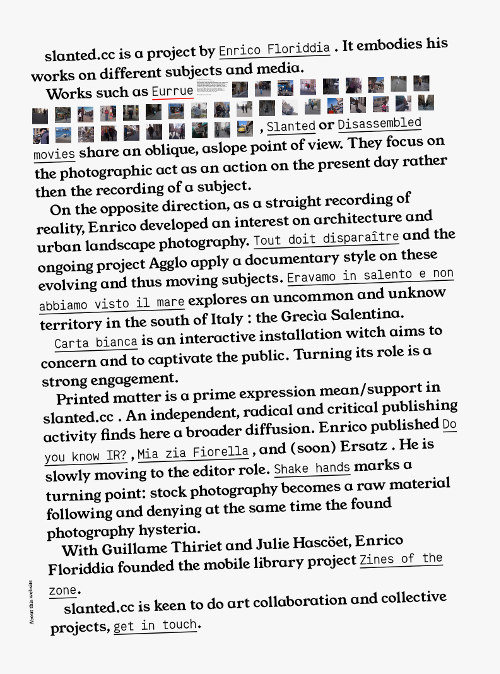 slanted.cc is a project by Enrico Floriddia . It embodies his
works on different subjects and media.
Works such as Eurrue
, Slanted or Disassembled
movies share an oblique, aslope point of view. They focus on
the photographic act as an action on the present day rather
then the recording of a subject.
On the opposite direction, as a straight recording of
reality, Enrico developed an interest on architecture and
urban landscape photography. Tout doit disparaître and the
ongoing project Agglo apply a documentary style on these
evolving and thus moving subjects. Eravamo in salento e non
abbiamo visto il mare explores an uncommon and unknow
territory in the south of Italy : the Grecìa Salentina.
Carta bianca is an interactive installation witch aims to
concern and to captivate the public. Turning its role is a
strong engagement.
Printed matter is a prime expression mean/support in
slanted.cc . An independent, radical and critical publishing
activity finds here a broader diffusion. Enrico published Do
you know IR? , Mia zia Fiorella , and (soon) Ersatz . He is
slowly moving to the editor role. Shake hands marks a
turning point: stock photography becomes a raw material
following and denying at the same time the found
photography hysteria.
With Guillame Thiriet and Julie Hascöet, Enrico
Floriddia founded the mobile library project Zines of the
zone.
slanted.cc is keen to do art collaboration and collective
projects, get in touch.
About this website